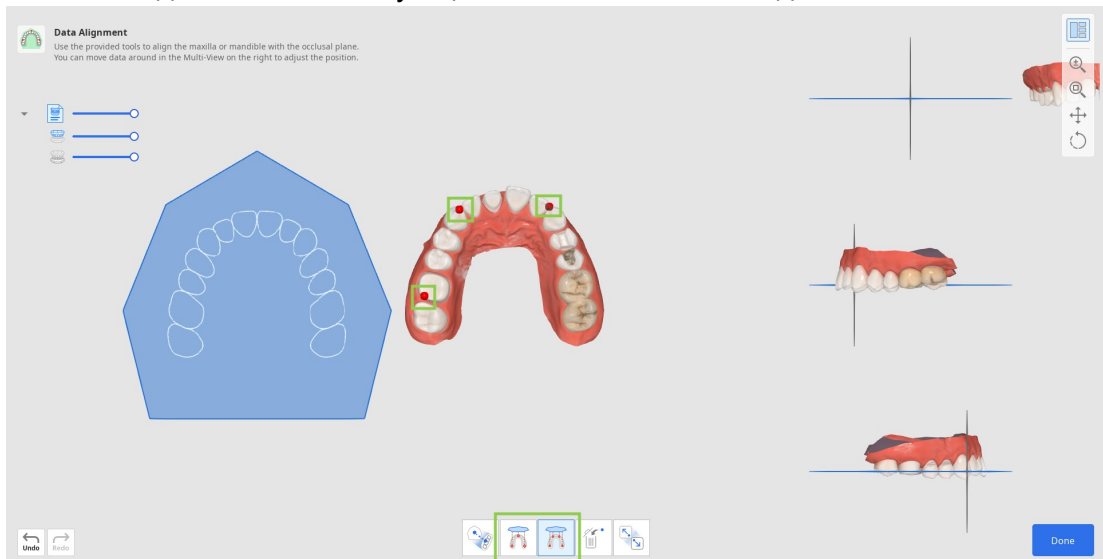 Data Alignment
Use the provided tools to align the maxilla or mandible with the occlusal plane.
You can move data around in the Multi-View on the right to adjust the position.
Undo
Redo
Done